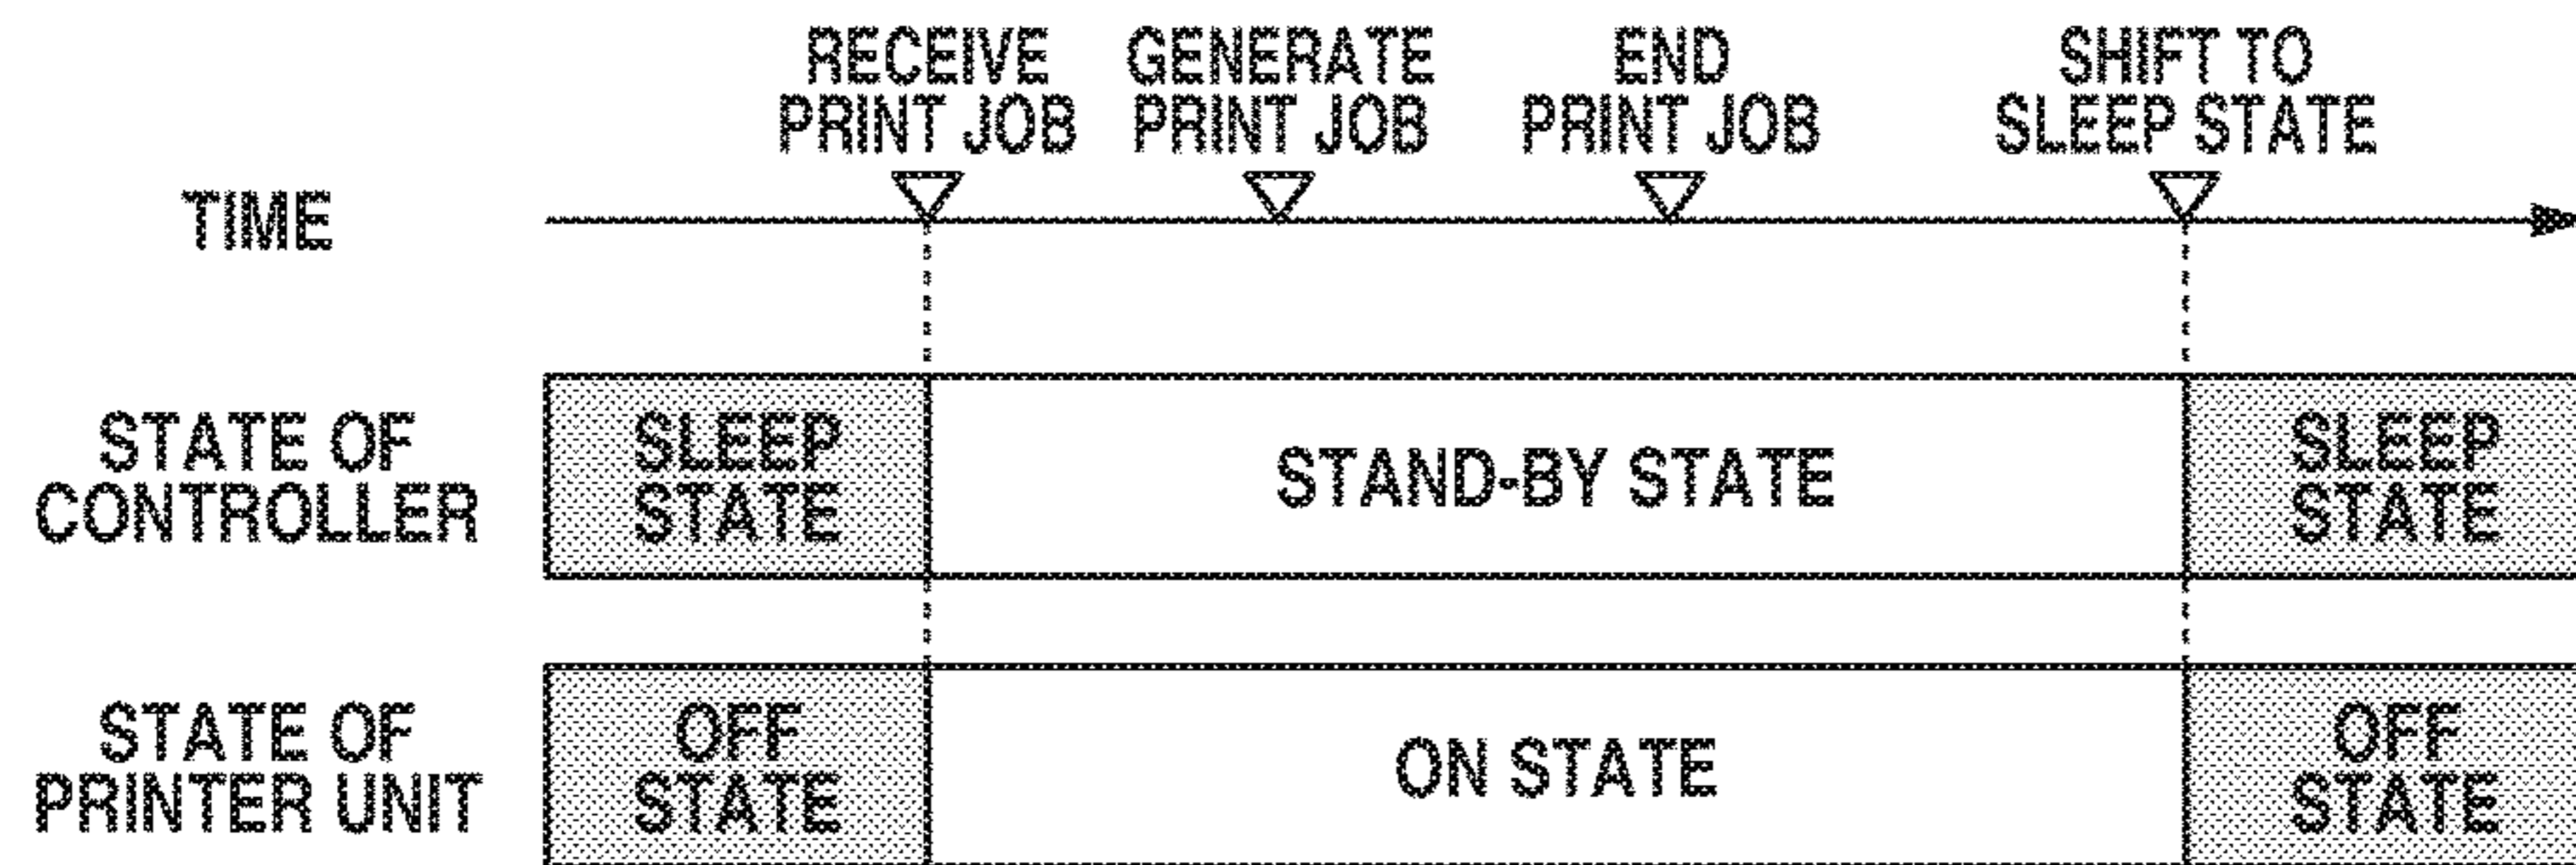 RECEIVE
PRINT JOB
GENERATE
PRINT JOB
END
PRINT JOB
SHIFT TO
SLEEP STATE
TIME
STATE OF
CONTROLLER
SLEEP
STATE
STAND-BY STATE
SLEEP
STATE
STATE OF
PRINTER UNIT
OFF
STATE
ON STATE
OFF
STATE